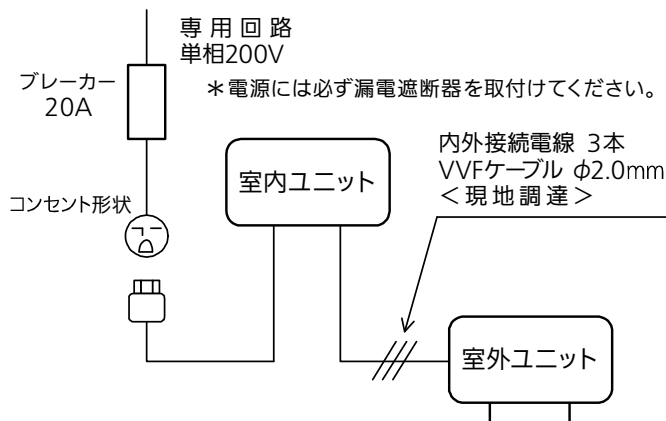 専用回路
単相200V
ブレーカー
20A
＊電源には必ず漏電遮断器を取付けてください。
内外接続電線 3本
VVFケーブル φ2.0mm
＜現地調達＞
室内ユニット
コンセント形状
室外ユニット